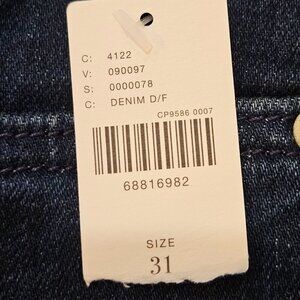 C: 4122
V: 090097
S: 0000078
C: DENIM D/F
CP9586 0007
68816982
SIZE
31